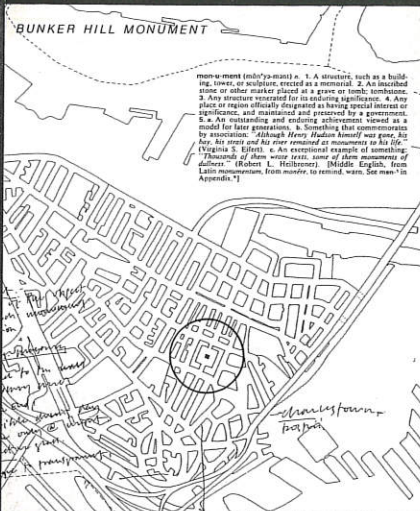 BUNKER HILL MONUMENT
mon·u·ment (mŏn'yə-mənt) n. 1. A structure, such as a build-
ing, tower, or sculpture, erected as a memorial. 2. An inscribed
stone or other marker placed at a grave or tomb; tombstone.
3. Any structure venerated for its enduring significance. 4. Any
place or region officially designated as having special interest or
significance, and maintained and preserved by a government.
5. a. An outstanding and enduring achievement viewed as a
model for later generations. b. Something that commemorates
by association: "Although Henry Hudson himself was gone, his
bay, his strait and his river remained as monuments to his life."
(Virginia S. Eifert). c. An exceptional example of something:
"Thousands of them wrote texts, some of them monuments of
dullness." (Robert L. Heilbroner). [Middle English, from
Latin monumentum, from monēre, to remind, warn. See men-¹ in
Appendix.*]
object
monument
to the
charlestown
transparent